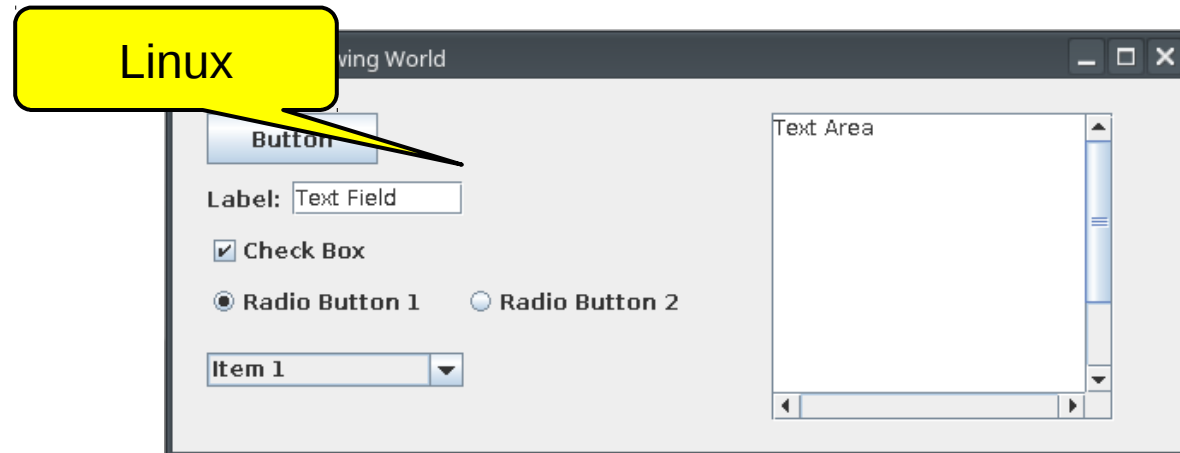 Linux
wing World
Button
Text Area
Label: Text Field
Check Box
Radio Button 1 Radio Button 2
Item 1